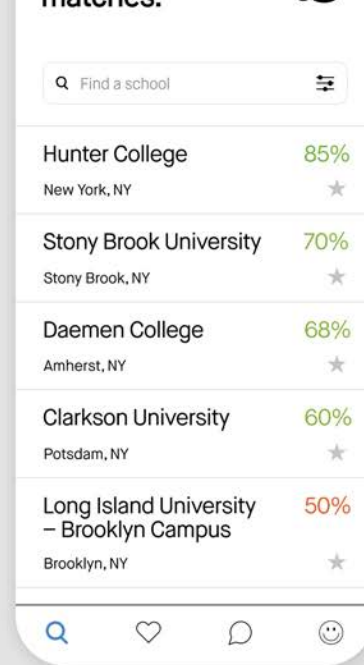 matches.
Find a school
Hunter College 85%
New York, NY
Stony Brook University 70%
Stony Brook, NY
Daemen College 68%
Amherst, NY
Clarkson University 60%
Potsdam, NY
Long Island University 50%
– Brooklyn Campus
Brooklyn, NY